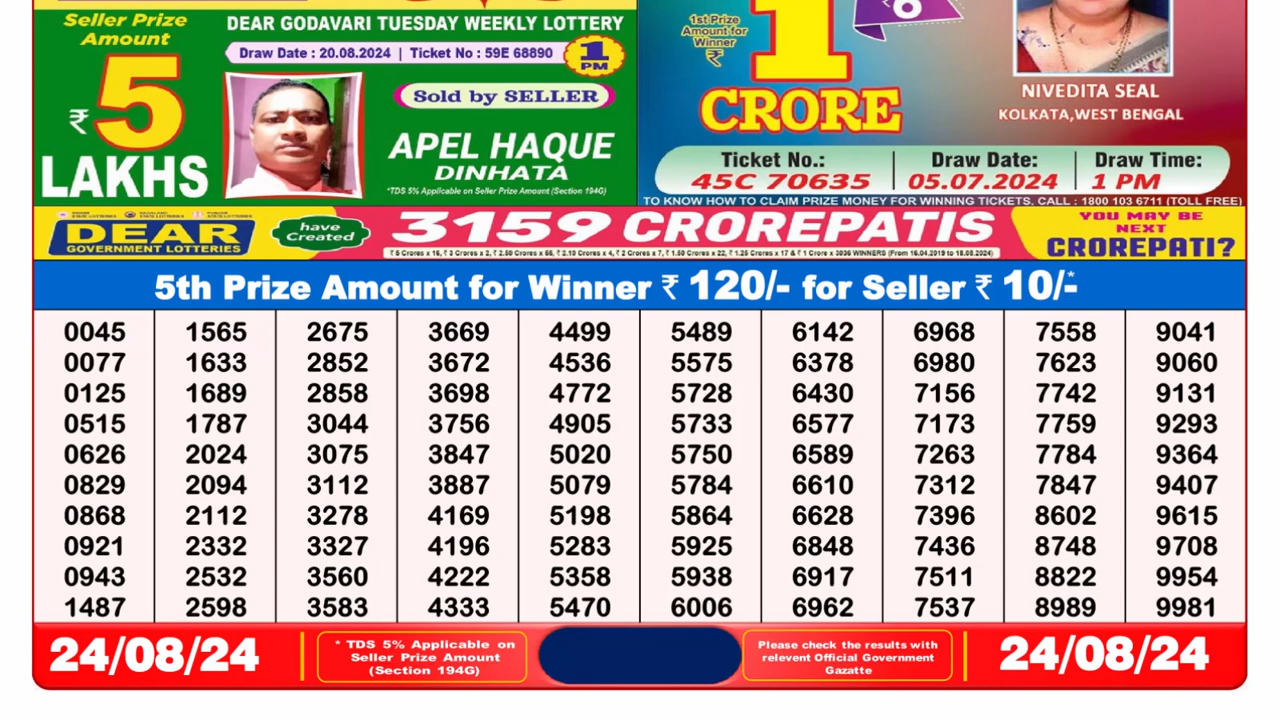 Seller Prize
Amount
₹5
LAKHS
DEAR GODAVARI TUESDAY WEEKLY LOTTERY
Draw Date : 20.08.2024 | Ticket No : 59E 68890
1
PM
Sold by SELLER
APEL HAQUE
DINHATA
*TDS 5% Applicable on Seller Prize Amount (Section 194G)
1st Prize
Amount for
Winner
₹
1
CRORE
NIVEDITA SEAL
KOLKATA,WEST BENGAL
Ticket No.: Draw Date: Draw Time:
45C 70635 05.07.2024 1 PM
TO KNOW HOW TO CLAIM PRIZE MONEY FOR WINNING TICKETS, CALL : 1800 103 6711 (TOLL FREE)
DEAR
GOVERNMENT LOTTERIES
have
Created
3159 CROREPATIS
YOU MAY BE
NEXT
CROREPATI?
5th Prize Amount for Winner ₹ 120/- for Seller ₹ 10/-*
0045 1565 2675 3669 4499 5489 6142 6968 7558 9041
0077 1633 2852 3672 4536 5575 6378 6980 7623 9060
0125 1689 2858 3698 4772 5728 6430 7156 7742 9131
0515 1787 3044 3756 4905 5733 6577 7173 7759 9293
0626 2024 3075 3847 5020 5750 6589 7263 7784 9364
0829 2094 3112 3887 5079 5784 6610 7312 7847 9407
0868 2112 3278 4169 5198 5864 6628 7396 8602 9615
0921 2332 3327 4196 5283 5925 6848 7436 8748 9708
0943 2532 3560 4222 5358 5938 6917 7511 8822 9954
1487 2598 3583 4333 5470 6006 6962 7537 8989 9981
24/08/24
* TDS 5% Applicable on
Seller Prize Amount
(Section 194G)
Please check the results with
relevent Official Government
Gazatte
24/08/24